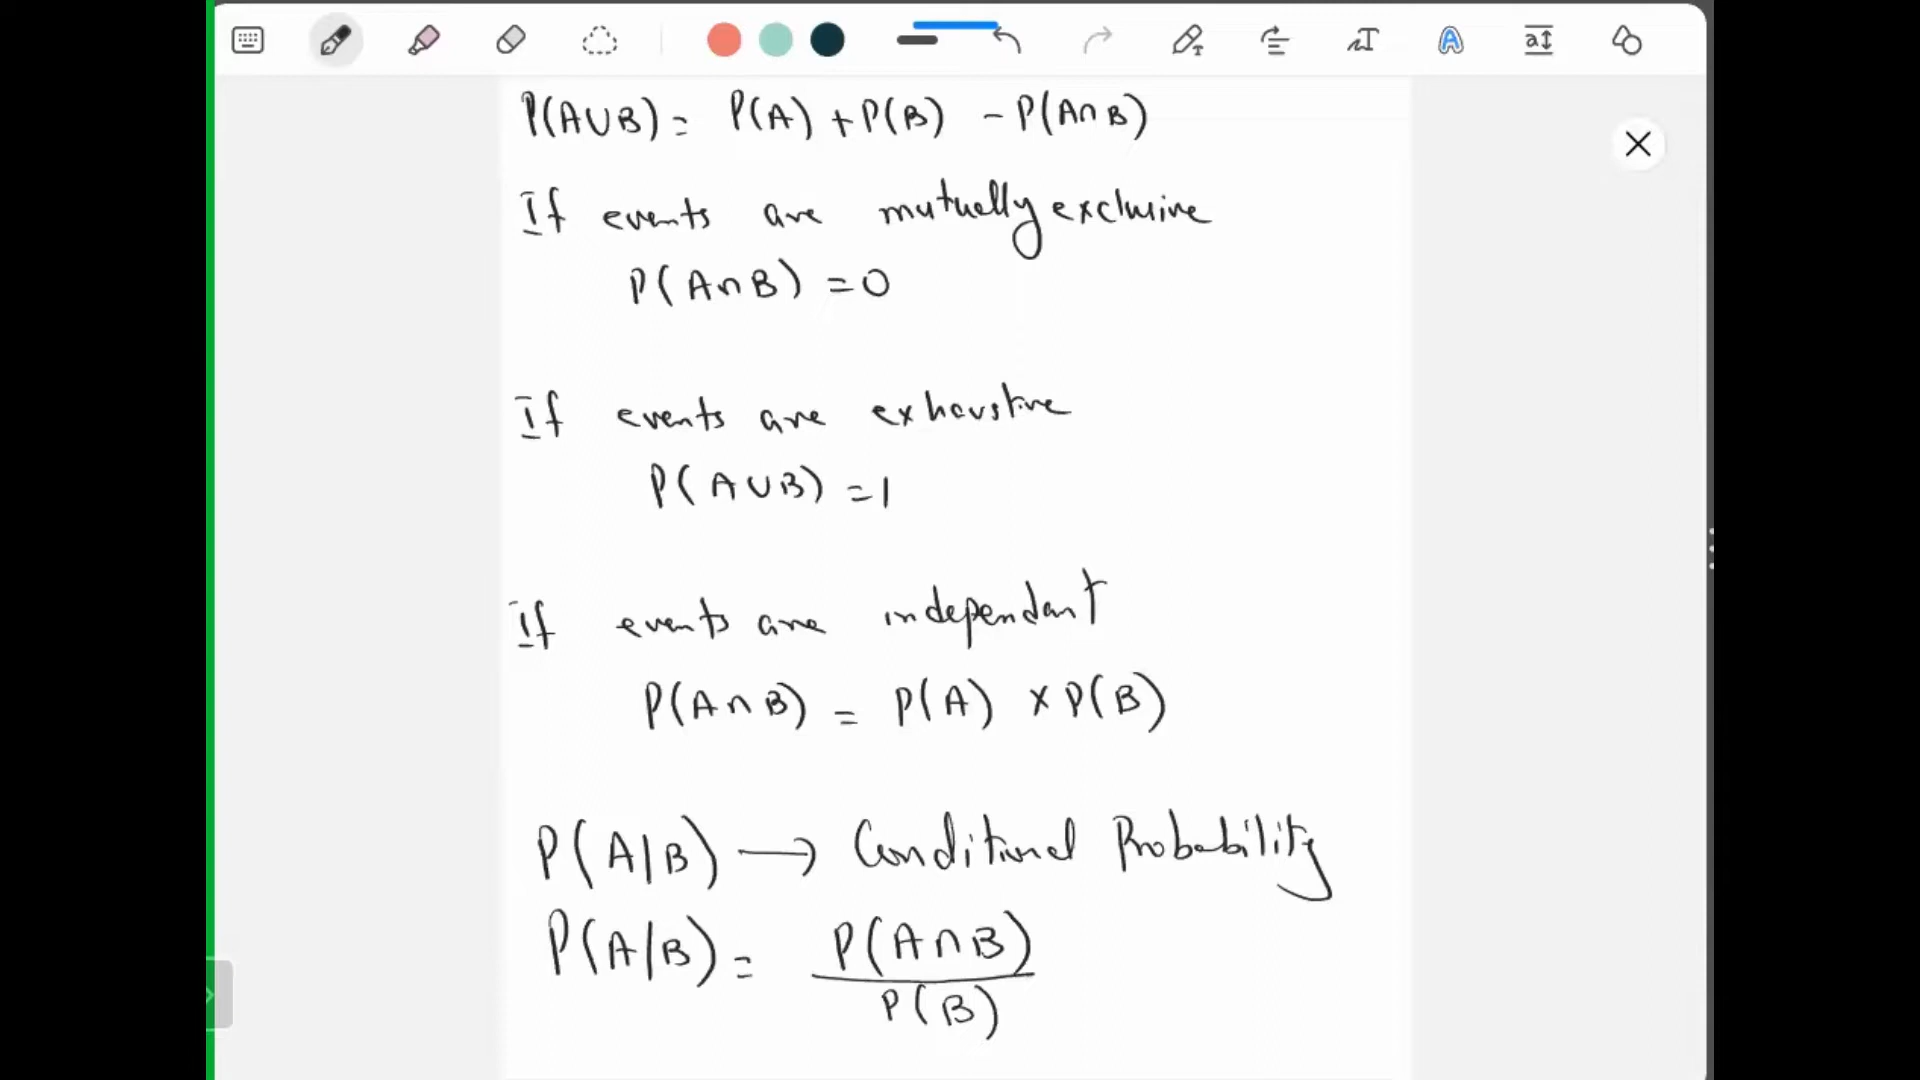 P(A∪B) = P(A) + P(B) - P(A∩B)
If events are mutually exclusive
P(A∩B) = 0
If events are exhaustive
P(A∪B) = 1
If events are independant
P(A∩B) = P(A) × P(B)
P(A|B) → Conditional Probability
P(A|B) = P(A∩B)
P(B)